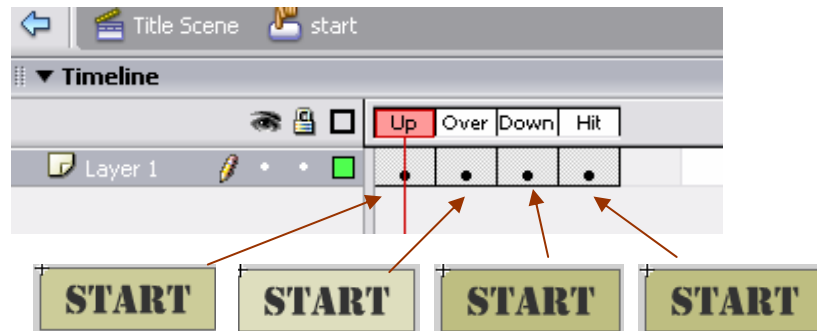 Title Scene start
Timeline
Up Over Down Hit
Layer 1
START START START START